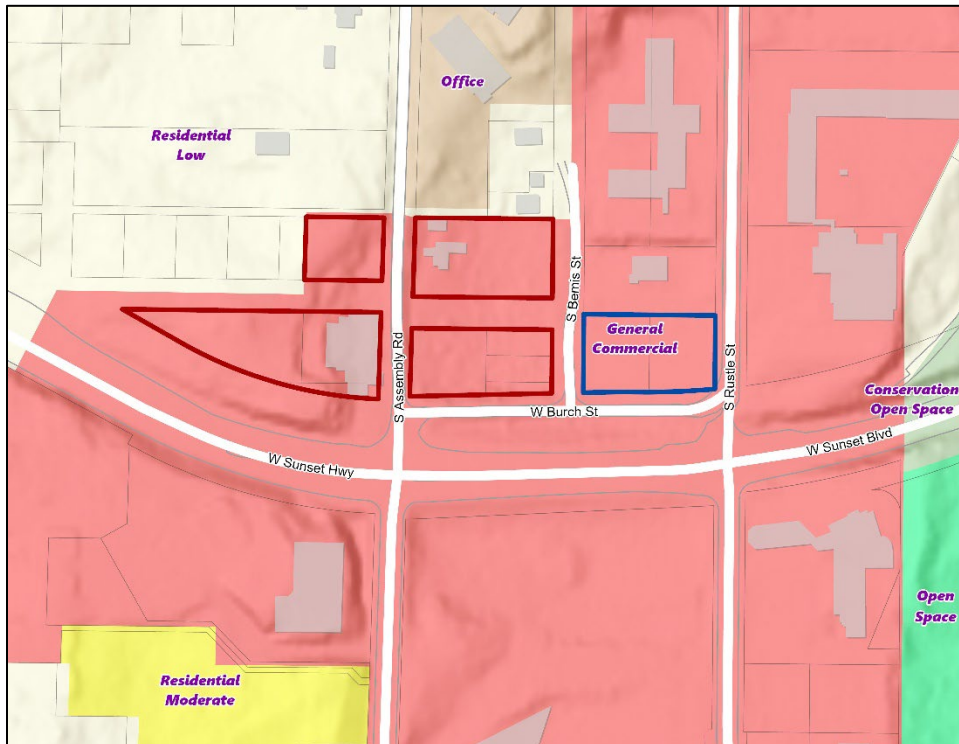 Office
Residential
Low
S Bemis St
General
Commercial
S Assembly Rd
S Rustle St
Conservation
Open Space
W Burch St
W Sunset Blvd
W Sunset Hwy
Open
Space
Residential
Moderate